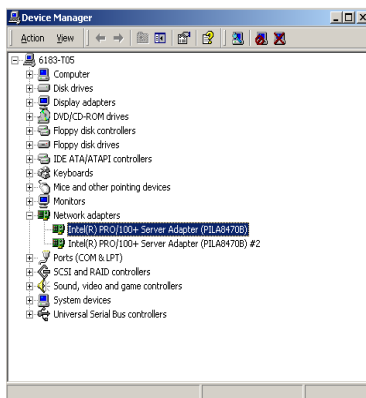 Device Manager
Action View
6183-T05
Computer
Disk drives
Display adapters
DVD/CD-ROM drives
Floppy disk controllers
Floppy disk drives
IDE ATA/ATAPI controllers
Keyboards
Mice and other pointing devices
Monitors
Network adapters
Intel(R) PRO/100+ Server Adapter (PILA8470B)
Intel(R) PRO/100+ Server Adapter (PILA8470B) #2
Ports (COM & LPT)
SCSI and RAID controllers
Sound, video and game controllers
System devices
Universal Serial Bus controllers